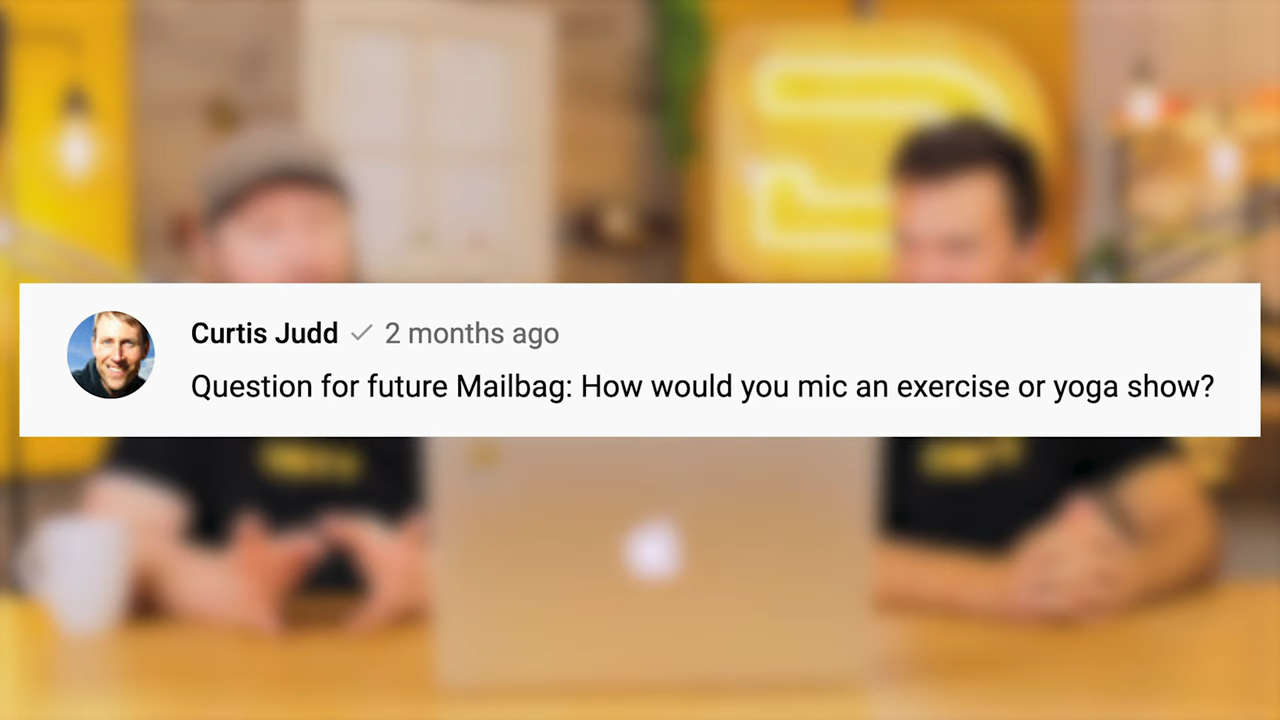 Curtis Judd ✓ 2 months ago
Question for future Mailbag: How would you mic an exercise or yoga show?